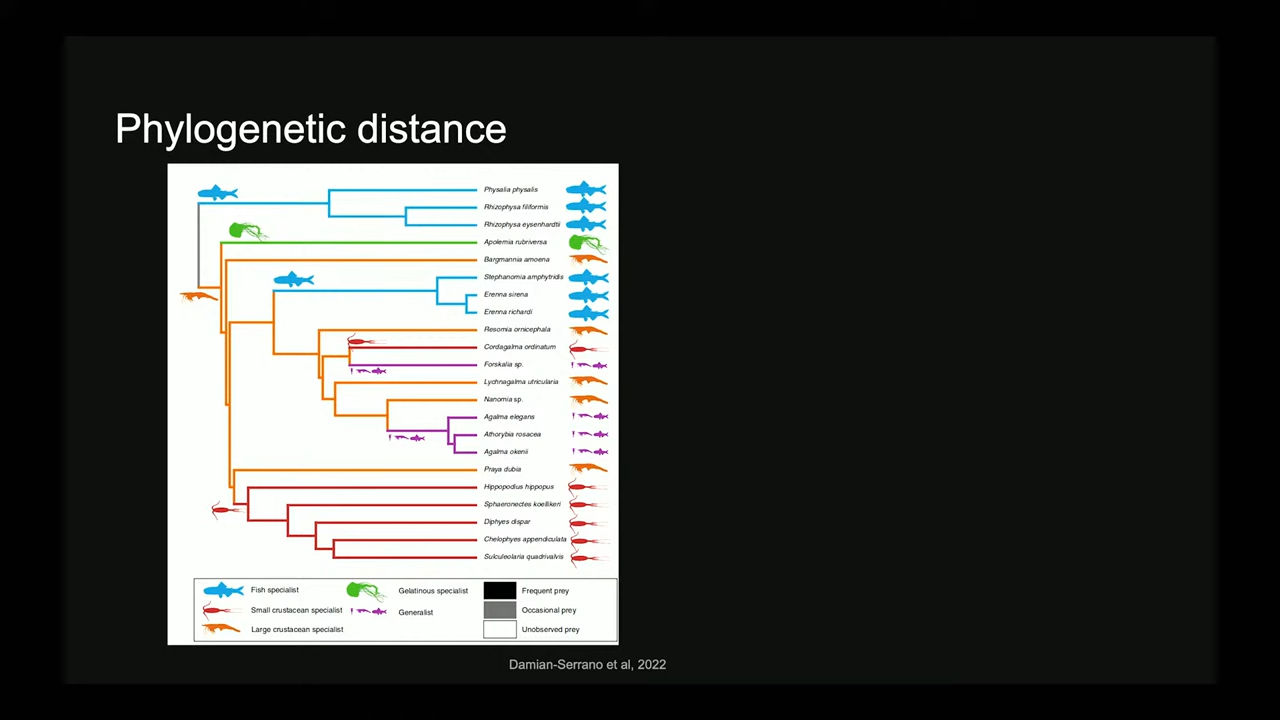 Phylogenetic distance
Physalia physalis
Rhizophysa filiformis
Rhizophysa eysenhardtii
Apolemia rubriversa
Bargmannia amoena
Stephanomia amphytridis
Erenna sirena
Erenna richardi
Resomia ornicephala
Cordagalma ordinatum
Forskalia sp.
Lychnagalma utricularia
Nanomia sp.
Agalma elegans
Athorybia rosacea
Agalma okenii
Praya dubia
Hippopodius hippopus
Sphaeronectes koellikeri
Diphyes dispar
Chelophyes appendiculata
Sulculeolaria quadrivalvis
Fish specialist
Gelatinous specialist
Frequent prey
Small crustacean specialist
Generalist
Occasional prey
Large crustacean specialist
Unobserved prey
Damian-Serrano et al, 2022